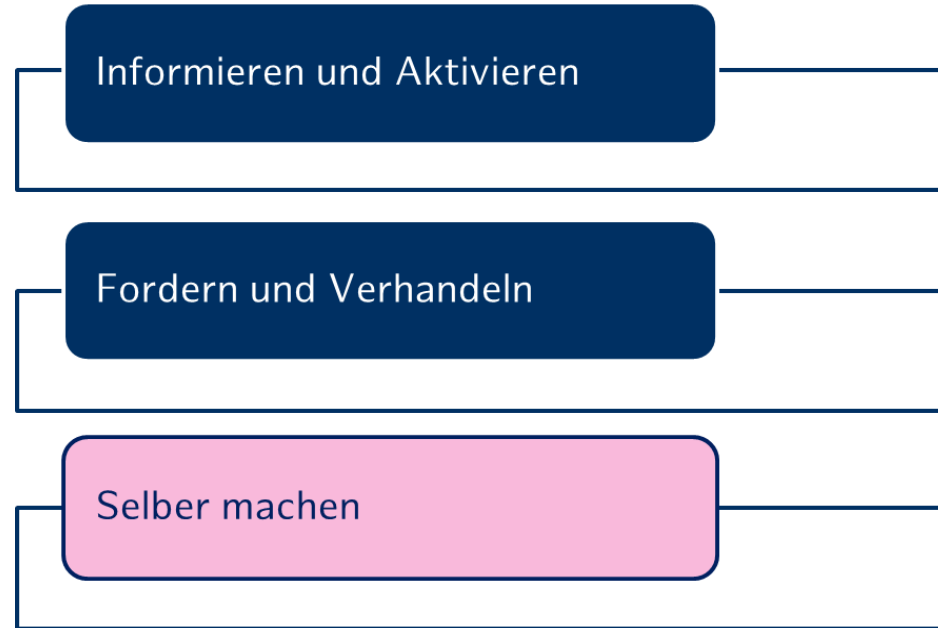 Informieren und Aktivieren
Fordern und Verhandeln
Selber machen